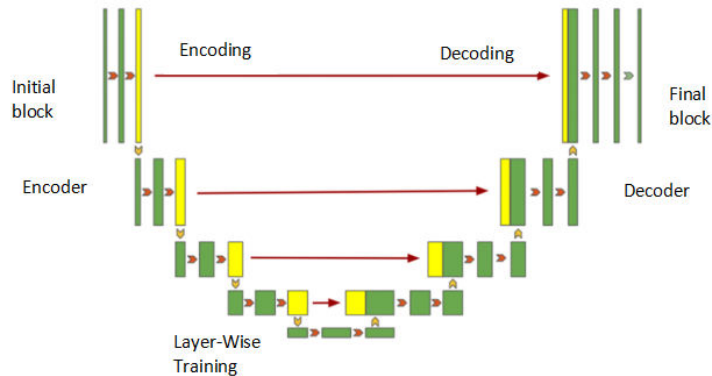 Encoding
Decoding
Initial
block
Final
block
Encoder
Decoder
Layer-Wise
Training